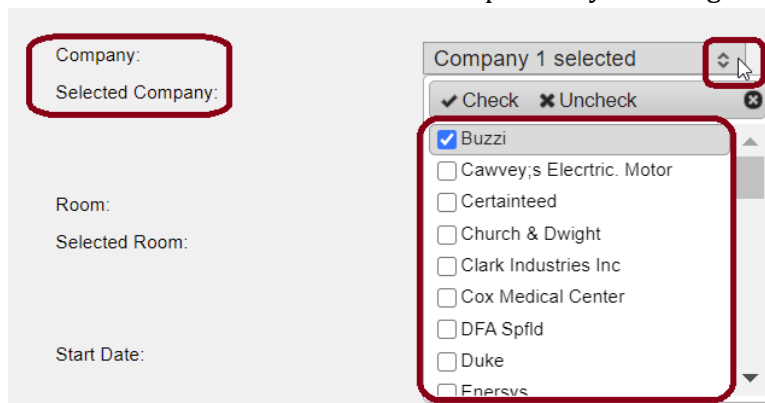 Company:
Company 1 selected
Selected Company:
Check Uncheck
Buzzi
Cawvey;s Elecrtric. Motor
Certainteed
Room:
Church & Dwight
Selected Room:
Clark Industries Inc
Cox Medical Center
DFA Spfld
Start Date:
Duke
Enersys